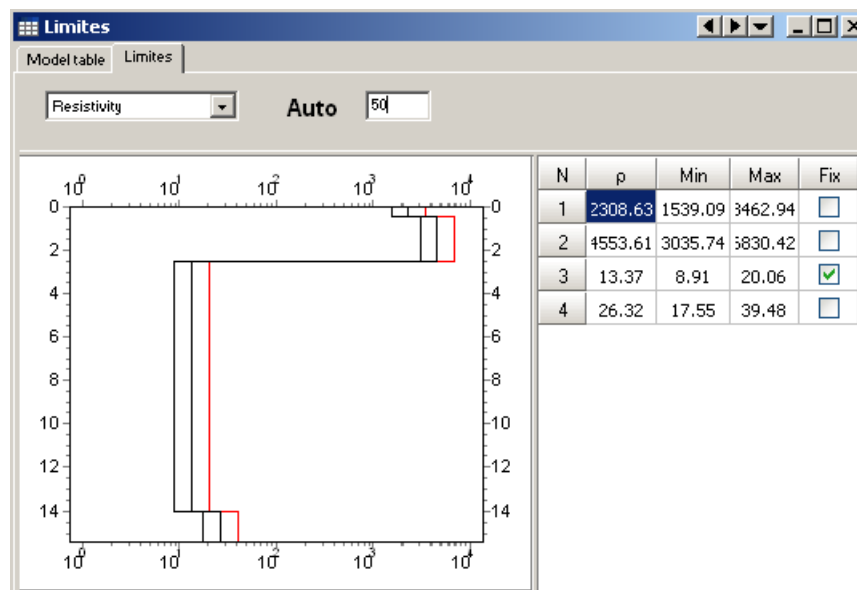 Limites
Model table Limites
Resistivity Auto 50
10^0 10^1 10^2 10^3 10^4
0 0
2 2
4 4
6 6
8 8
10 10
12 12
14 14
10^0 10^1 10^2 10^3 10^4
N ρ Min Max Fix
1 2308.63 1539.09 3462.94
2 4553.61 3035.74 6830.42
3 13.37 8.91 20.06
4 26.32 17.55 39.48